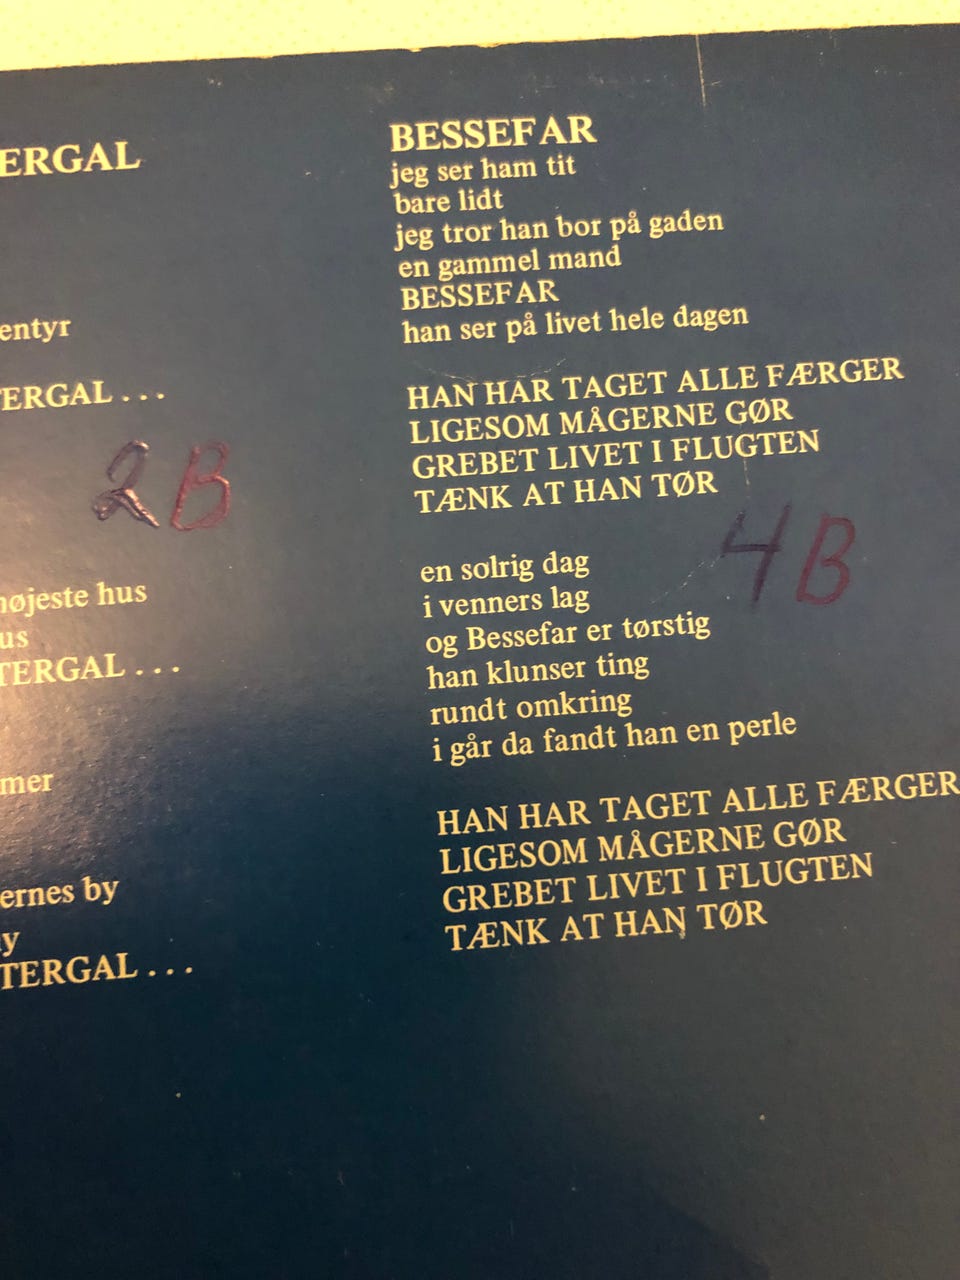 ERGAL
entyr
ERGAL . . .
2B
højeste hus
us
TERGAL . . .
mer
ernes by
y
TERGAL . . .
BESSEFAR
jeg ser ham tit
bare lidt
jeg tror han bor på gaden
en gammel mand
BESSEFAR
han ser på livet hele dagen
HAN HAR TAGET ALLE FÆRGER
LIGESOM MÅGERNE GØR
GREBET LIVET I FLUGTEN
TÆNK AT HAN TØR
4B
en solrig dag
i venners lag
og Bessefar er tørstig
han klunser ting
rundt omkring
i går da fandt han en perle
HAN HAR TAGET ALLE FÆRGER
LIGESOM MÅGERNE GØR
GREBET LIVET I FLUGTEN
TÆNK AT HAN TØR